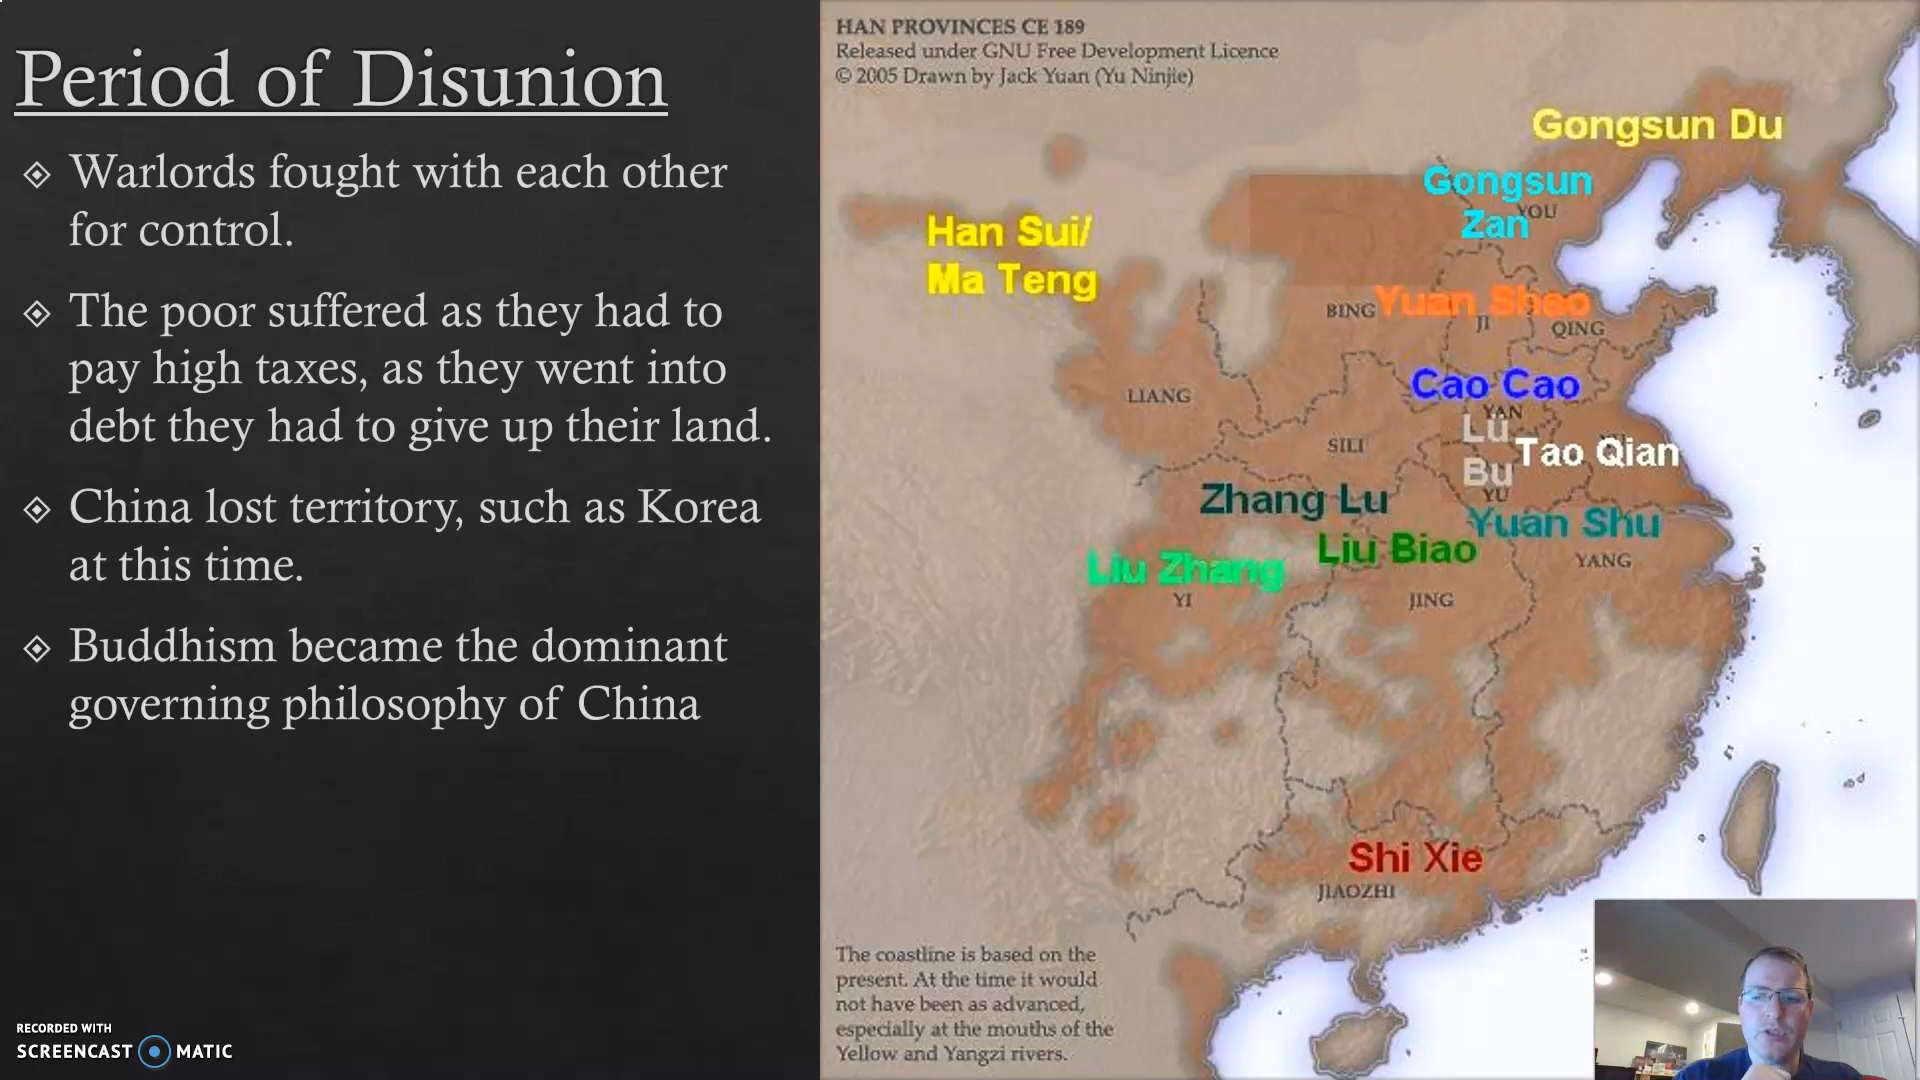 Period of Disunion
Warlords fought with each other
for control.
The poor suffered as they had to
pay high taxes, as they went into
debt they had to give up their land.
China lost territory, such as Korea
at this time.
Buddhism became the dominant
governing philosophy of China
RECORDED WITH
SCREENCAST MATIC
HAN PROVINCES CE 189
Released under GNU Free Development Licence
© 2005 Drawn by Jack Yuan (Yu Ninjie)
Gongsun Du
Gongsun
Zan
YOU
Han Sui/
Ma Teng
Yuan Shao
BING
JI
QING
Cao Cao
LIANG
YAN
Lu
Bu
Tao Qian
SILI
YU
Zhang Lu
Yuan Shu
Liu Biao
YANG
Liu Zhang
YI
JING
Shi Xie
JIAOZHI
The coastline is based on the
present. At the time it would
not have been as advanced,
especially at the mouths of the
Yellow and Yangzi rivers.